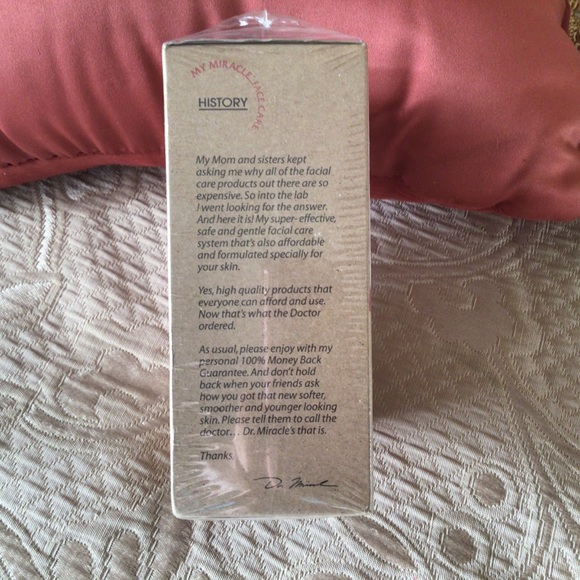 MY MIRACLE FACE CARE
HISTORY
My Mom and sisters kept
asking me why all of the facial
care products out there are so
expensive. So into the lab
I went looking for the answer.
And here it is! My super- effective,
safe and gentle facial care
system that's also affordable
and formulated specially for
your skin.
Yes, high quality products that
everyone can afford and use.
Now that's what the Doctor
ordered.
As usual, please enjoy with my
personal 100% Money Back
Guarantee. And don't hold
back when your friends ask
how you got that new softer,
smoother and younger looking
skin. Please tell them to call the
doctor... Dr. Miracle's that is.
Thanks
Dr. Miracle